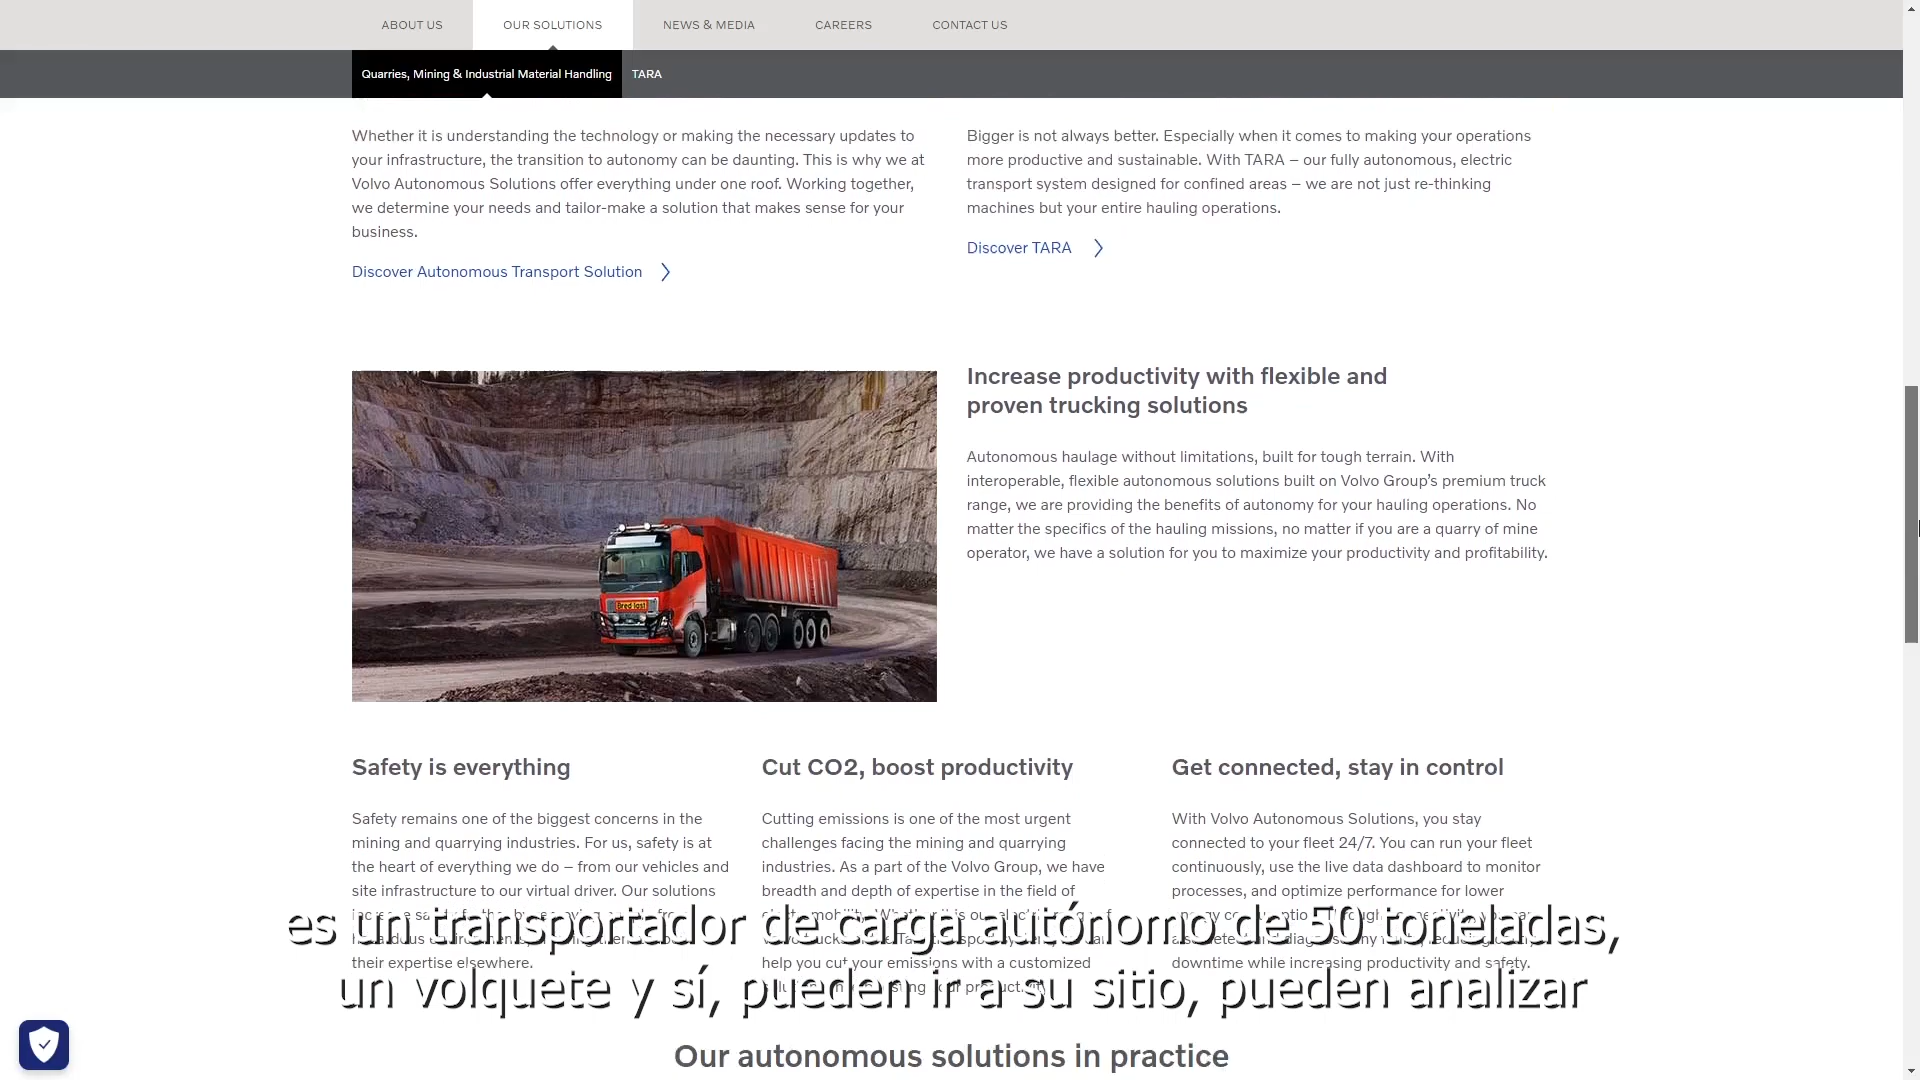 ABOUT US
OUR SOLUTIONS
NEWS & MEDIA
CAREERS
CONTACT US
Quarries, Mining & Industrial Material Handling
TARA
Whether it is understanding the technology or making the necessary updates to
your infrastructure, the transition to autonomy can be daunting. This is why we at
Volvo Autonomous Solutions offer everything under one roof. Working together,
we determine your needs and tailor-make a solution that makes sense for your
business.
Discover Autonomous Transport Solution
Bigger is not always better. Especially when it comes to making your operations
more productive and sustainable. With TARA – our fully autonomous, electric
transport system designed for confined areas – we are not just re-thinking
machines but your entire hauling operations.
Discover TARA
Bred last
Increase productivity with flexible and
proven trucking solutions
Autonomous haulage without limitations, built for tough terrain. With
interoperable, flexible autonomous solutions built on Volvo Group's premium truck
range, we are providing the benefits of autonomy for your hauling operations. No
matter the specifics of the hauling missions, no matter if you are a quarry of mine
operator, we have a solution for you to maximize your productivity and profitability.
Safety is everything
Safety remains one of the biggest concerns in the
mining and quarrying industries. For us, safety is at
the heart of everything we do – from our vehicles and
site infrastructure to our virtual driver. Our solutions
their expertise elsewhere.
Cut CO2, boost productivity
Cutting emissions is one of the most urgent
challenges facing the mining and quarrying
industries. As a part of the Volvo Group, we have
breadth and depth of expertise in the field of
help you cut your emissions with a customized
Get connected, stay in control
With Volvo Autonomous Solutions, you stay
connected to your fleet 24/7. You can run your fleet
continuously, use the live data dashboard to monitor
processes, and optimize performance for lower
downtime while increasing productivity and safety.
es un transportador de carga autónomo de 50 toneladas,
un volquete y sí, pueden ir a su sitio, pueden analizar
Our autonomous solutions in practice